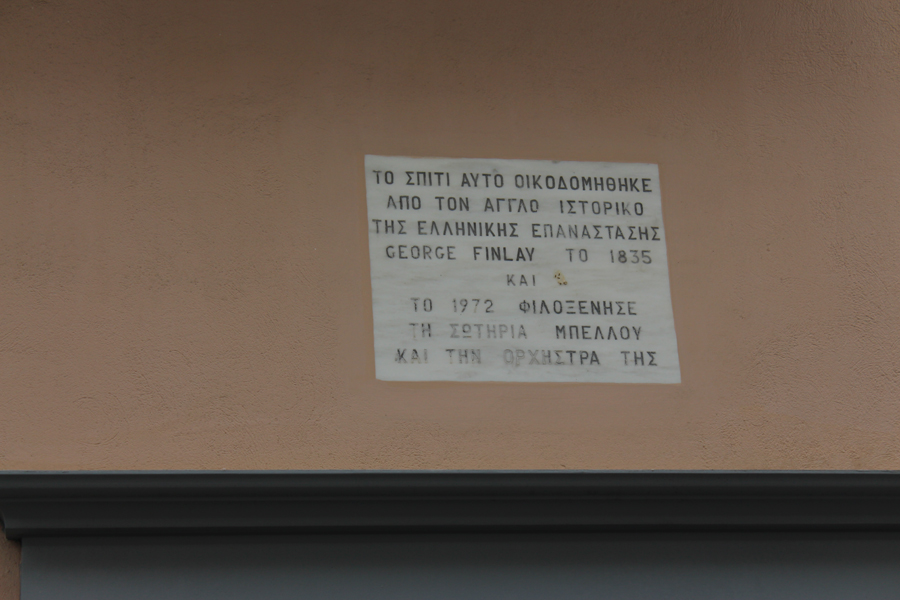 ΤΟ ΣΠΙΤΙ ΑΥΤΟ ΟΙΚΟΔΟΜΗΘΗΚΕ
ΑΠΟ ΤΟΝ ΑΓΓΛΟ ΙΣΤΟΡΙΚΟ
ΤΗΣ ΕΛΛΗΝΙΚΗΣ ΕΠΑΝΑΣΤΑΣΗΣ
GEORGE FINLAY ΤΟ 1835
ΚΑΙ
ΤΟ 1972 ΦΙΛΟΞΕΝΗΣΕ
ΤΗ ΣΩΤΗΡΙΑ ΜΠΕΛΛΟΥ
ΚΑΙ ΤΗΝ ΟΡΧΗΣΤΡΑ ΤΗΣ